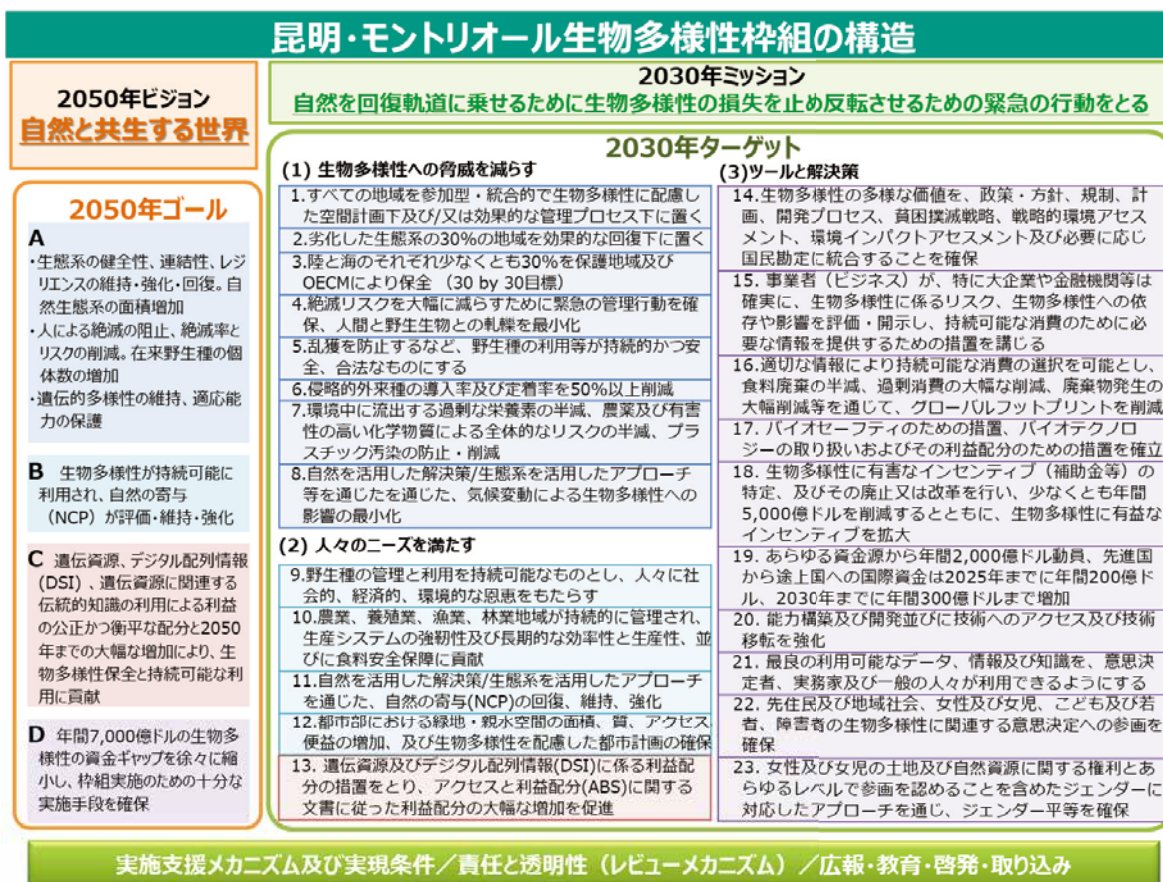 昆明・モントリオール生物多様性枠組の構造
2050年ビジョン
自然と共生する世界
2030年ミッション
自然を回復軌道に乗せるために生物多様性の損失を止め反転させるための緊急の行動をとる
2050年ゴール
A
・生態系の健全性、連結性、レジ
リエンスの維持・強化・回復。自
然生態系の面積増加
・人による絶滅の阻止、絶滅率と
リスクの削減。在来野生種の個
体数の増加
・遺伝的多様性の維持、適応能
力の保護
B 生物多様性が持続可能に
利用され、自然の寄与
（NCP）が評価・維持・強化
C 遺伝資源、デジタル配列情報
(DSI) 、遺伝資源に関連する
伝統的知識の利用による利益
の公正かつ衡平な配分と2050
年までの大幅な増加により、生
物多様性保全と持続可能な利
用に貢献
D 年間7,000億ドルの生物多
様性の資金ギャップを徐々に縮
小し、枠組実施のための十分な
実施手段を確保
2030年ターゲット
(1) 生物多様性への脅威を減らす
1.すべての地域を参加型・統合的で生物多様性に配慮し
た空間計画下及び/又は効果的な管理プロセス下に置く
2.劣化した生態系の30%の地域を効果的な回復下に置く
3.陸と海のそれぞれ少なくとも30%を保護地域及び
OECMにより保全 （30 by 30目標）
4.絶滅リスクを大幅に減らすために緊急の管理行動を確
保、人間と野生生物との軋轢を最小化
5.乱獲を防止するなど、野生種の利用等が持続的かつ安
全、合法なものにする
6.侵略的外来種の導入率及び定着率を50%以上削減
7.環境中に流出する過剰な栄養素の半減、農薬及び有害
性の高い化学物質による全体的なリスクの半減、プラ
スチック汚染の防止・削減
8.自然を活用した解決策/生態系を活用したアプローチ
等を通じたを通じた、気候変動による生物多様性への
影響の最小化
(2) 人々のニーズを満たす
9.野生種の管理と利用を持続可能なものとし、人々に社
会的、経済的、環境的な恩恵をもたらす
10.農業、養殖業、漁業、林業地域が持続的に管理され、
生産システムの強靭性及び長期的な効率性と生産性、並
びに食料安全保障に貢献
11.自然を活用した解決策/生態系を活用したアプローチ
を通じた、自然の寄与(NCP)の回復、維持、強化
12.都市部における緑地・親水空間の面積、質、アクセス、
便益の増加、及び生物多様性を配慮した都市計画の確保
13. 遺伝資源及びデジタル配列情報(DSI)に係る利益配
分の措置をとり、アクセスと利益配分(ABS)に関する
文書に従った利益配分の大幅な増加を促進
(3)ツールと解決策
14.生物多様性の多様な価値を、政策・方針、規制、計
画、開発プロセス、貧困撲滅戦略、戦略的環境アセス
メント、環境インパクトアセスメント及び必要に応じ
国民勘定に統合することを確保
15. 事業者（ビジネス）が、特に大企業や金融機関等は
確実に、生物多様性に係るリスク、生物多様性への依
存や影響を評価・開示し、持続可能な消費のために必
要な情報を提供するための措置を講じる
16.適切な情報により持続可能な消費の選択を可能とし、
食料廃棄の半減、過剰消費の大幅な削減、廃棄物発生の
大幅削減等を通じて、グローバルフットプリントを削減
17. バイオセーフティのための措置、バイオテクノロ
ジーの取り扱いおよびその利益配分のための措置を確立
18. 生物多様性に有害なインセンティブ（補助金等）の
特定、及びその廃止又は改革を行い、少なくとも年間
5,000億ドルを削減するとともに、生物多様性に有益な
インセンティブを拡大
19. あらゆる資金源から年間2,000億ドル動員、先進国
から途上国への国際資金は2025年までに年間200億ド
ル、2030年までに年間300億ドルまで増加
20. 能力構築及び開発並びに技術へのアクセス及び技術
移転を強化
21. 最良の利用可能なデータ、情報及び知識を、意思決
定者、実務家及び一般の人々が利用できるようにする
22. 先住民及び地域社会、女性及び女児、こども及び若
者、障害者の生物多様性に関連する意思決定への参画を
確保
23. 女性及び女児の土地及び自然資源に関する権利とあ
らゆるレベルで参画を認めることを含めたジェンダーに
対応したアプローチを通じ、ジェンダー平等を確保
実施支援メカニズム及び実現条件／責任と透明性（レビューメカニズム）／広報・教育・啓発・取り込み